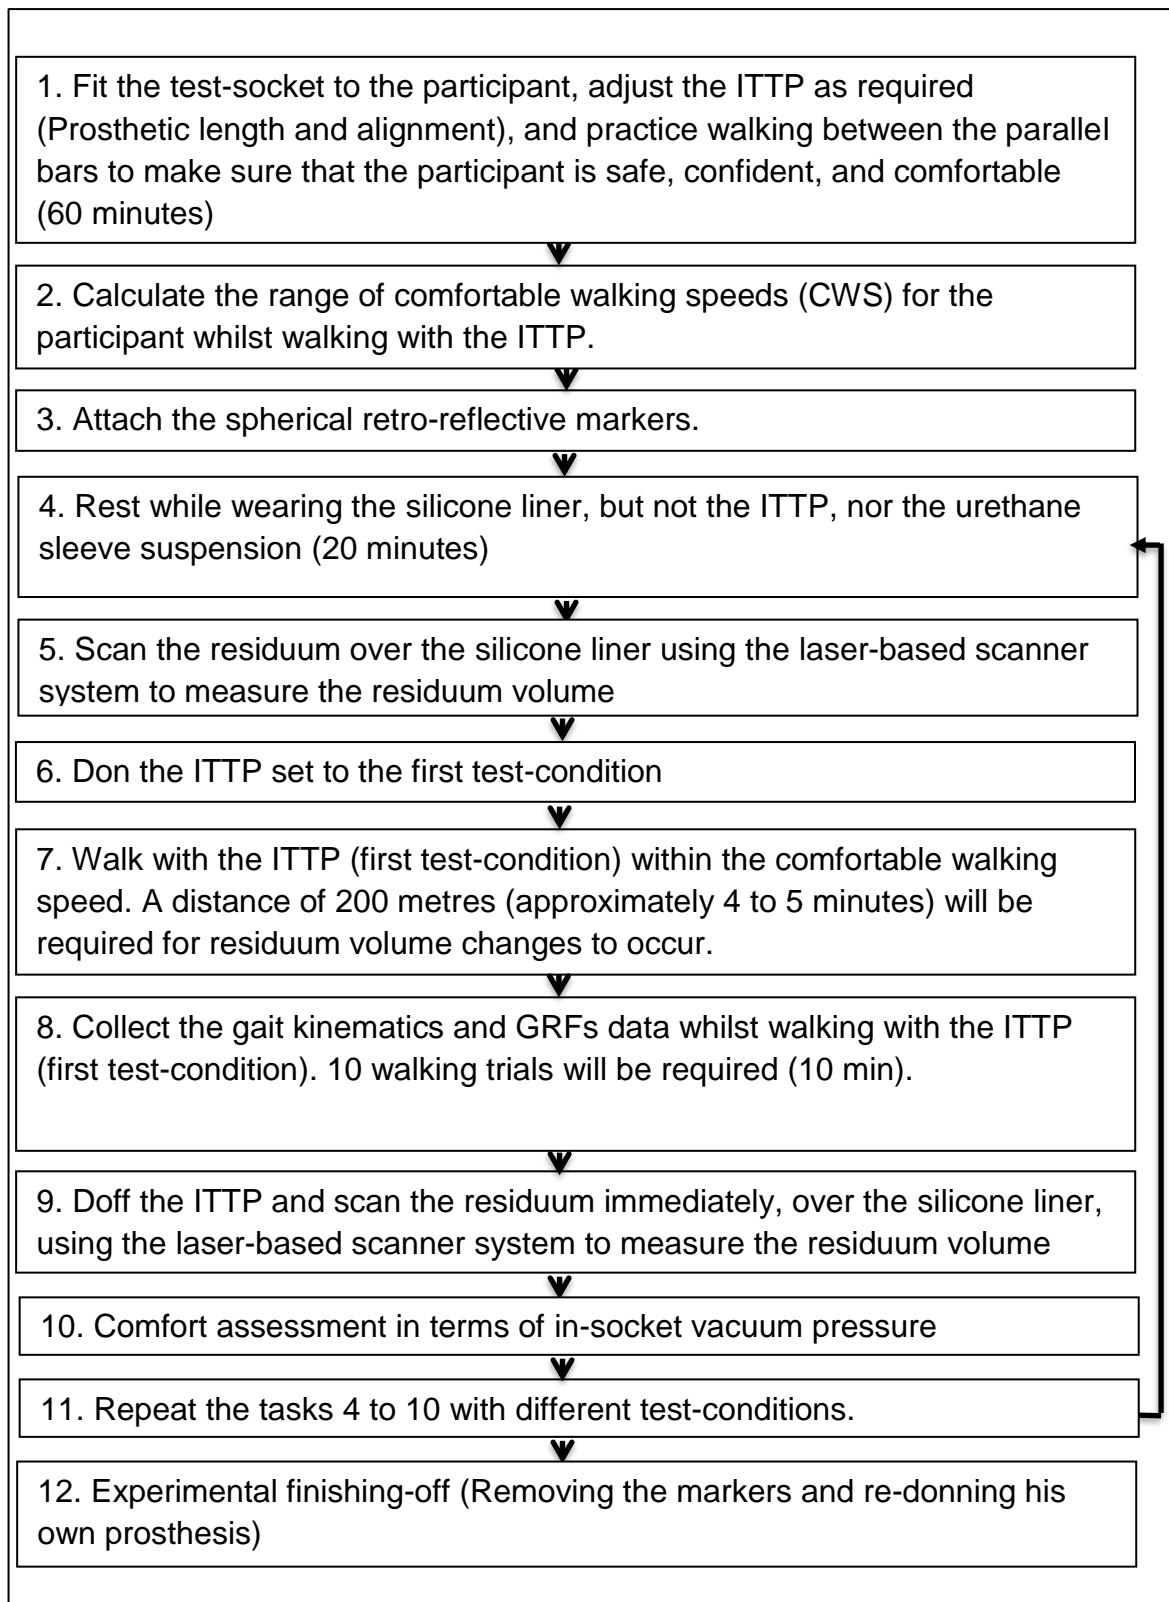 1. Fit the test-socket to the participant, adjust the ITTP as required
(Prosthetic length and alignment), and practice walking between the parallel
bars to make sure that the participant is safe, confident, and comfortable
(60 minutes)
2. Calculate the range of comfortable walking speeds (CWS) for the
participant whilst walking with the ITTP.
3. Attach the spherical retro-reflective markers.
4. Rest while wearing the silicone liner, but not the ITTP, nor the urethane
sleeve suspension (20 minutes)
5. Scan the residuum over the silicone liner using the laser-based scanner
system to measure the residuum volume
6. Don the ITTP set to the first test-condition
7. Walk with the ITTP (first test-condition) within the comfortable walking
speed. A distance of 200 metres (approximately 4 to 5 minutes) will be
required for residuum volume changes to occur.
8. Collect the gait kinematics and GRFs data whilst walking with the ITTP
(first test-condition). 10 walking trials will be required (10 min).
9. Doff the ITTP and scan the residuum immediately, over the silicone liner,
using the laser-based scanner system to measure the residuum volume
10. Comfort assessment in terms of in-socket vacuum pressure
11. Repeat the tasks 4 to 10 with different test-conditions.
12. Experimental finishing-off (Removing the markers and re-donning his
own prosthesis)